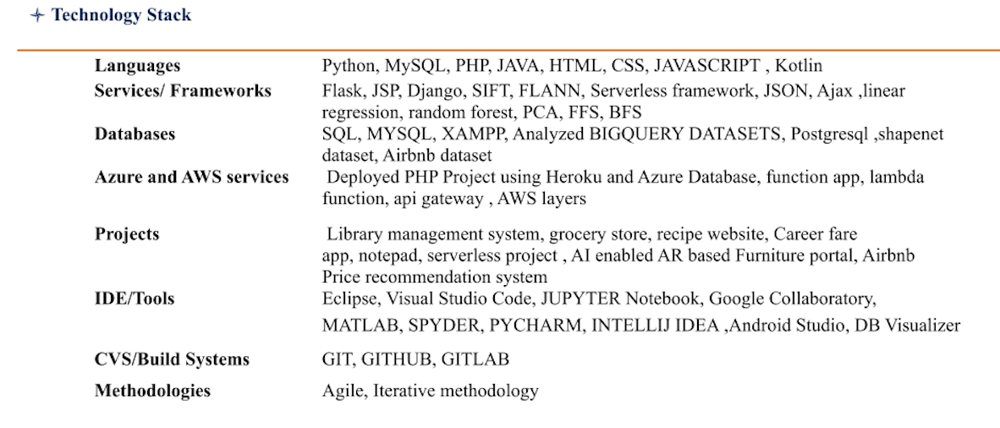 Technology Stack
Languages Python, MySQL, PHP, JAVA, HTML, CSS, JAVASCRIPT , Kotlin
Services/ Frameworks Flask, JSP, Django, SIFT, FLANN, Serverless framework, JSON, Ajax ,linear
regression, random forest, PCA, FFS, BFS
Databases SQL, MYSQL, XAMPP, Analyzed BIGQUERY DATASETS, Postgresql ,shapenet
dataset, Airbnb dataset
Azure and AWS services Deployed PHP Project using Heroku and Azure Database, function app, lambda
function, api gateway , AWS layers
Projects Library management system, grocery store, recipe website, Career fare
app, notepad, serverless project , AI enabled AR based Furniture portal, Airbnb
Price recommendation system
IDE/Tools Eclipse, Visual Studio Code, JUPYTER Notebook, Google Collaboratory,
MATLAB, SPYDER, PYCHARM, INTELLIJ IDEA ,Android Studio, DB Visualizer
CVS/Build Systems GIT, GITHUB, GITLAB
Methodologies Agile, Iterative methodology